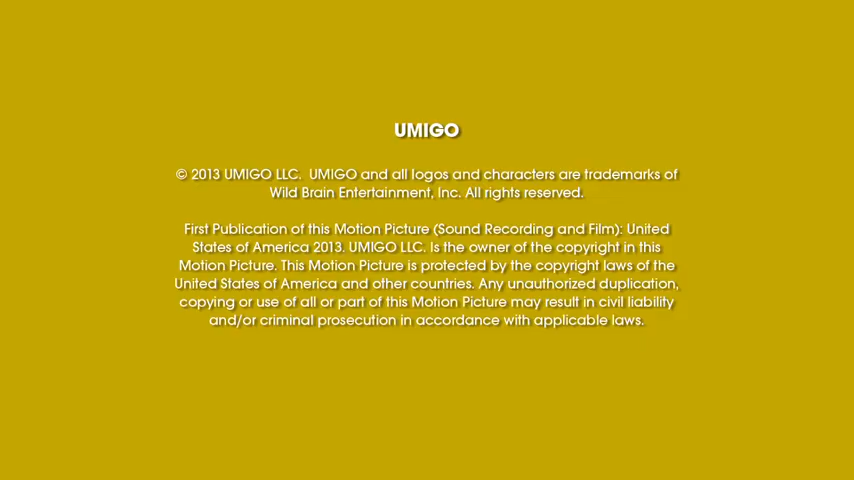 UMIGO
© 2013 UMIGO LLC. UMIGO and all logos and characters are trademarks of
Wild Brain Entertainment, Inc. All rights reserved.
First Publication of this Motion Picture (Sound Recording and Film): United
States of America 2013. UMIGO LLC. Is the owner of the copyright in this
Motion Picture. This Motion Picture is protected by the copyright laws of the
United States of America and other countries. Any unauthorized duplication,
copying or use of all or part of this Motion Picture may result in civil liability
and/or criminal prosecution in accordance with applicable laws.